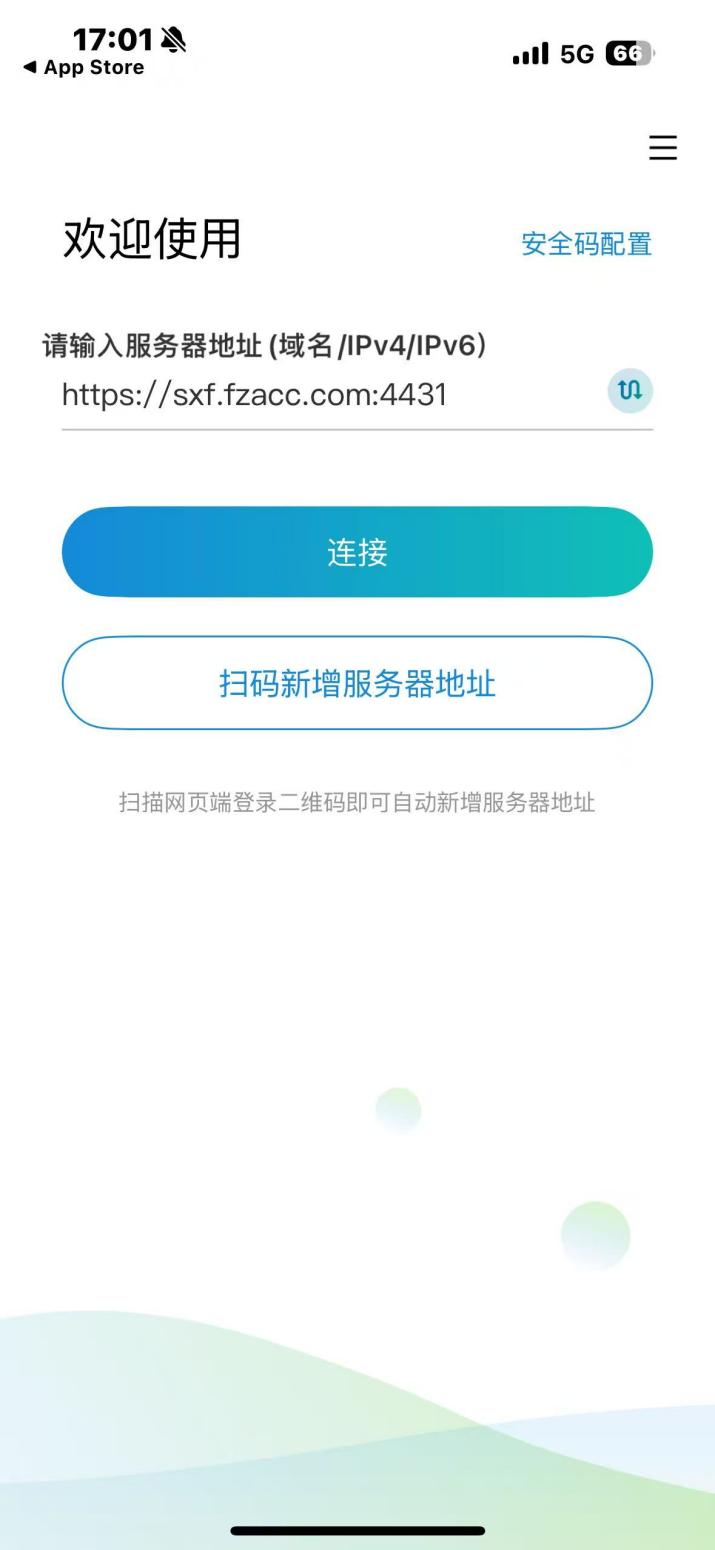 17:01
5G 66
◀ App Store
欢迎使用
安全码配置
请输入服务器地址(域名/IPv4/IPv6)
https://sxf.fzacc.com:4431
连接
扫码新增服务器地址
扫描网页端登录二维码即可自动新增服务器地址